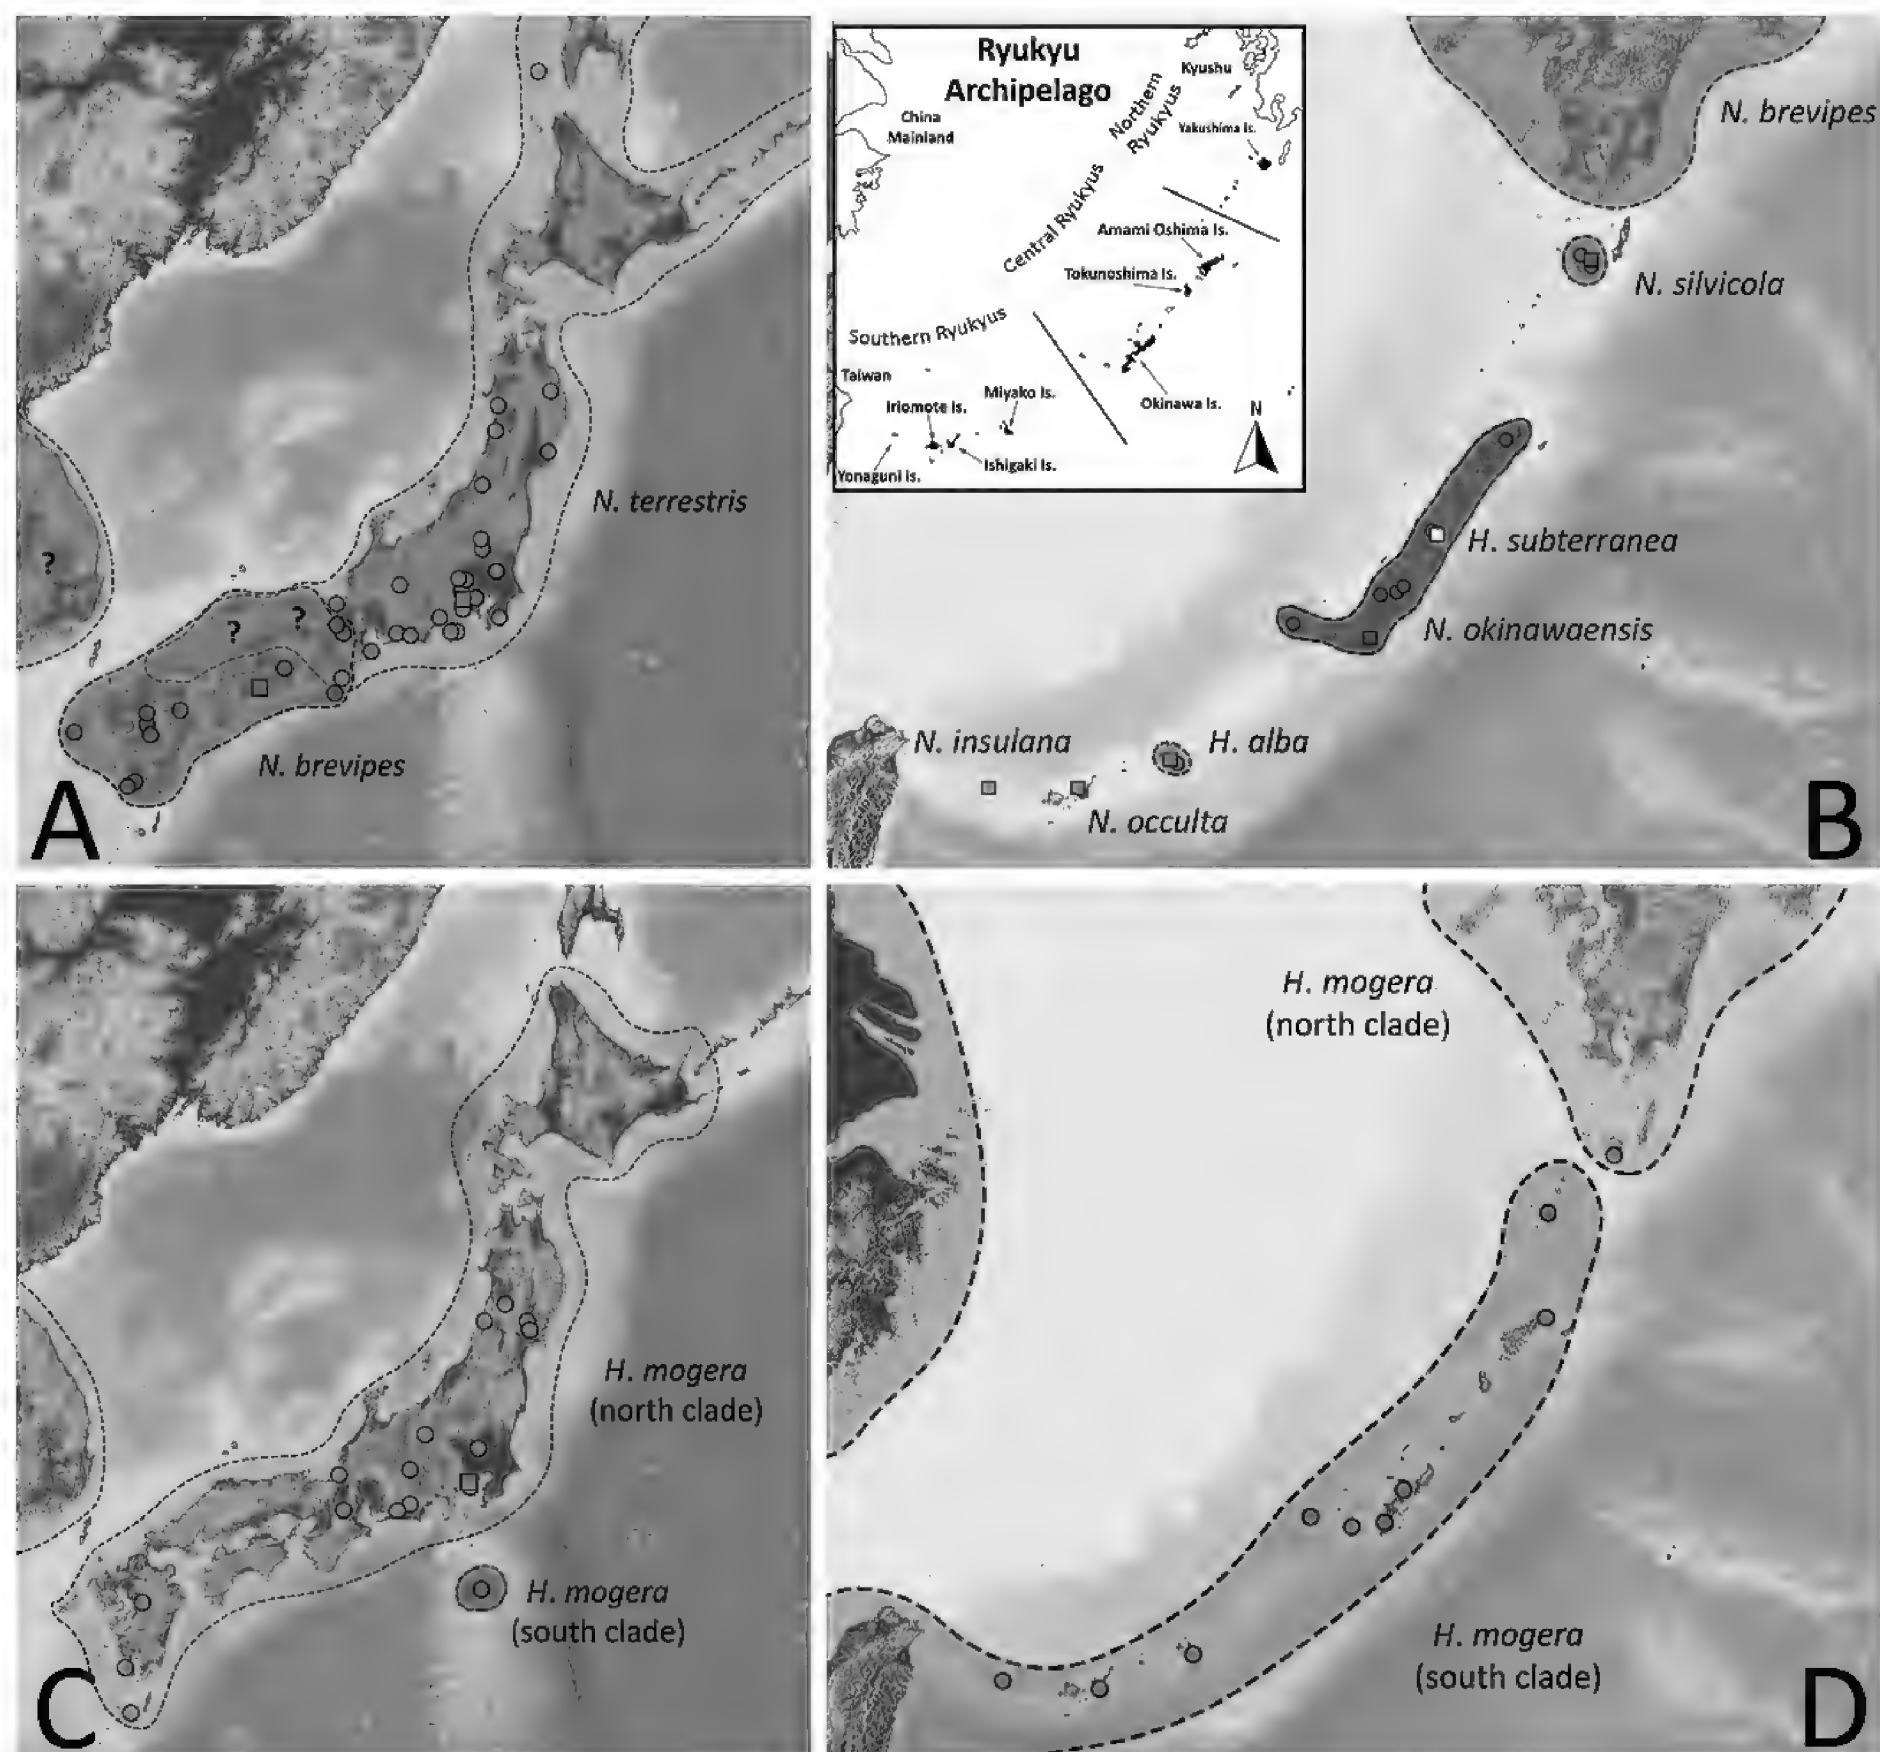 N. terrestris
?
?
?
N. brevipes
A
Ryukyu
Archipelago
Kyushu
Northern
Ryukyus
China
Mainland
Yakushima Is.
Central Ryukyus
Amami Oshima Is.
Tokunoshima Is.
Southern Ryukyus
Taiwan
Miyako Is.
Iriomote Is.
Okinawa Is.
N
Ishigaki Is.
Yonaguni Is.
N. brevipes
N. silvicola
H. subterranea
N. okinawaensis
N. insulana
H. alba
N. occulta
B
H. mogera
(north clade)
H. mogera
(south clade)
C
H. mogera
(north clade)
H. mogera
(south clade)
D